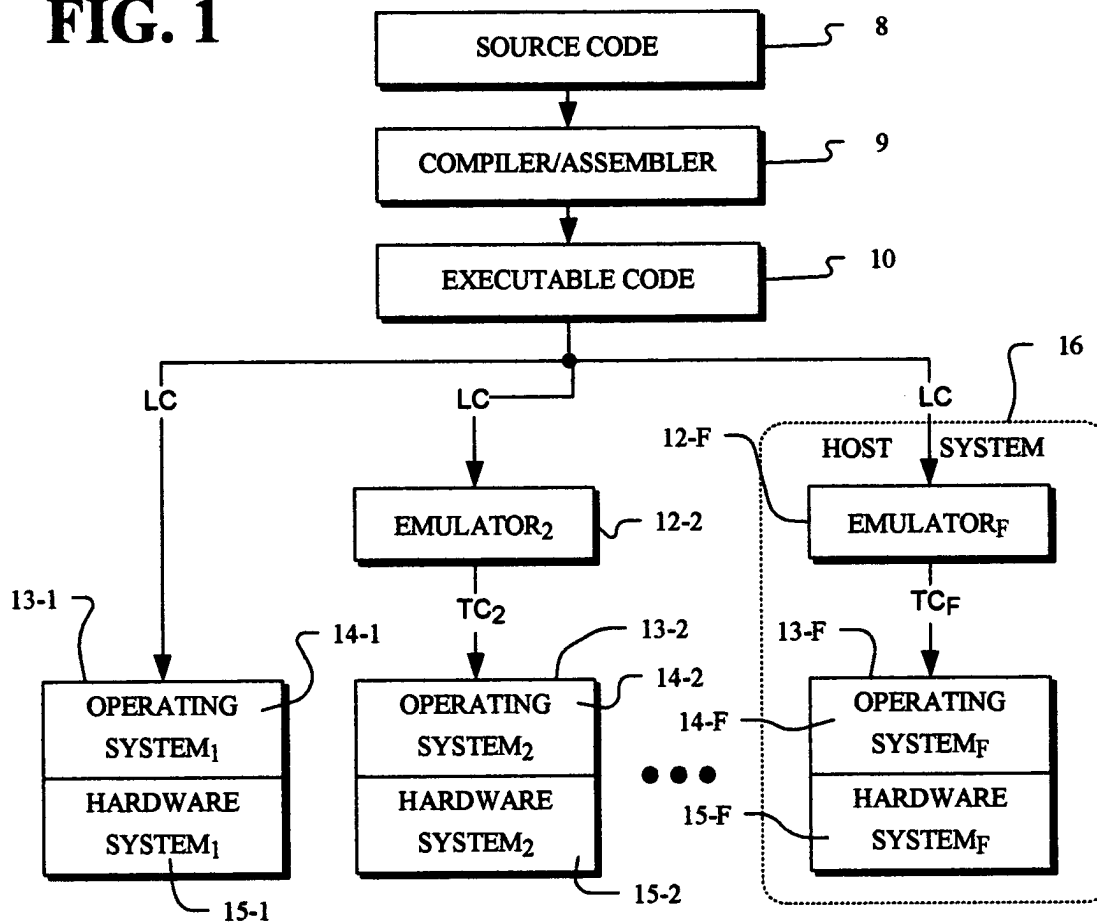 FIG. 1
SOURCE CODE
8
COMPILER/ASSEMBLER
9
EXECUTABLE CODE
10
16
LC
LC
LC
12-F
HOST SYSTEM
EMULATOR₂
12-2
EMULATORF
13-1
14-1
TC₂
13-2
14-2
TCF
13-F
14-F
OPERATING
SYSTEM₁
OPERATING
SYSTEM₂
OPERATING
SYSTEMF
HARDWARE
SYSTEM₁
HARDWARE
SYSTEM₂
15-F
HARDWARE
SYSTEMF
15-1
15-2